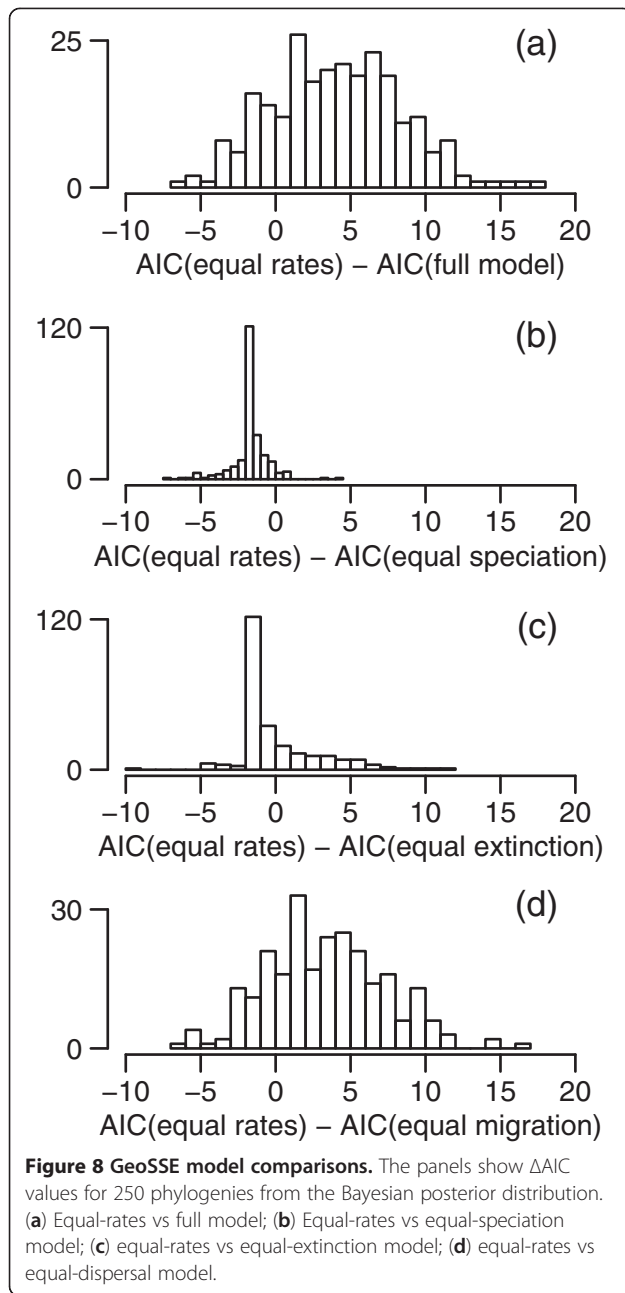 (a)
25
0
−10 −5 0 5 10 15 20
AIC(equal rates) − AIC(full model)
(b)
120
0
−10 −5 0 5 10 15 20
AIC(equal rates) − AIC(equal speciation)
(c)
120
0
−10 −5 0 5 10 15 20
AIC(equal rates) − AIC(equal extinction)
(d)
30
0
−10 −5 0 5 10 15 20
AIC(equal rates) − AIC(equal migration)
Figure 8 GeoSSE model comparisons. The panels show ΔAIC
values for 250 phylogenies from the Bayesian posterior distribution.
(a) Equal-rates vs full model; (b) Equal-rates vs equal-speciation
model; (c) equal-rates vs equal-extinction model; (d) equal-rates vs
equal-dispersal model.